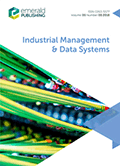 emerald
PUBLISHING
Industrial Management
& Data Systems